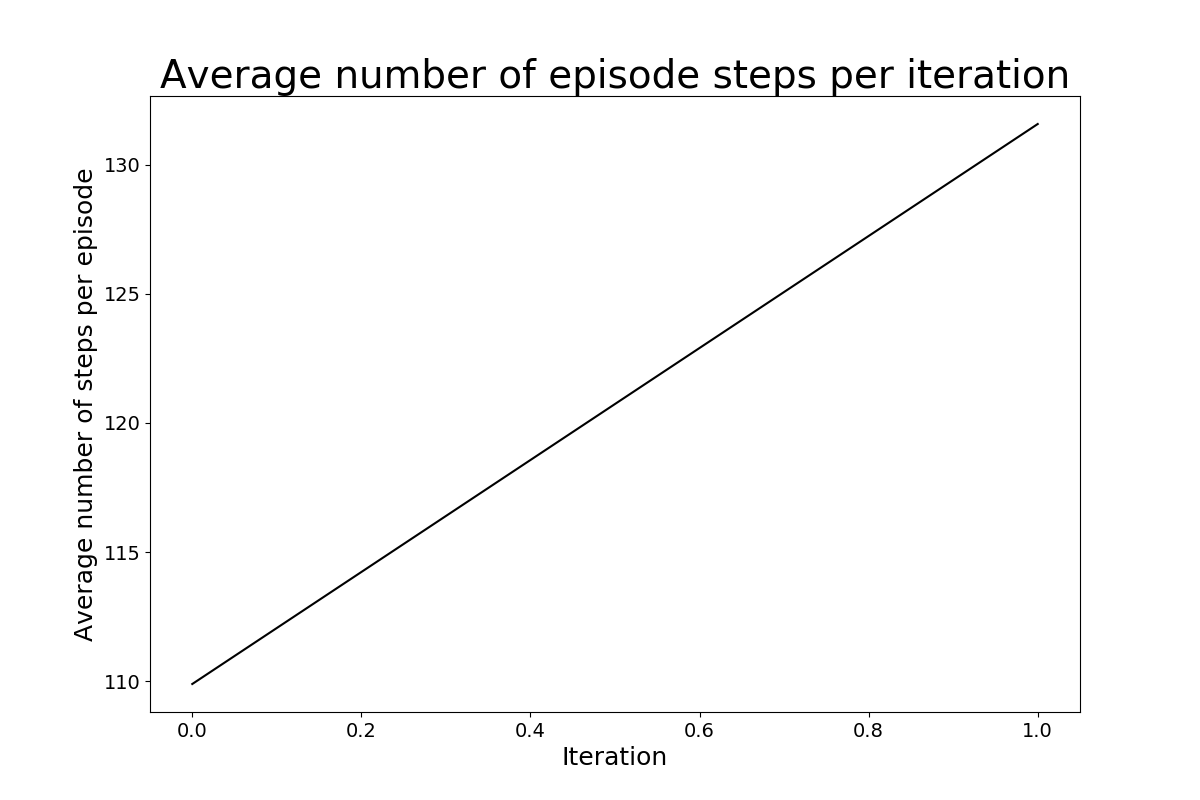 Average number of episode steps per iteration
Average number of steps per episode
130
125
120
115
110
0.0 0.2 0.4 0.6 0.8 1.0
Iteration